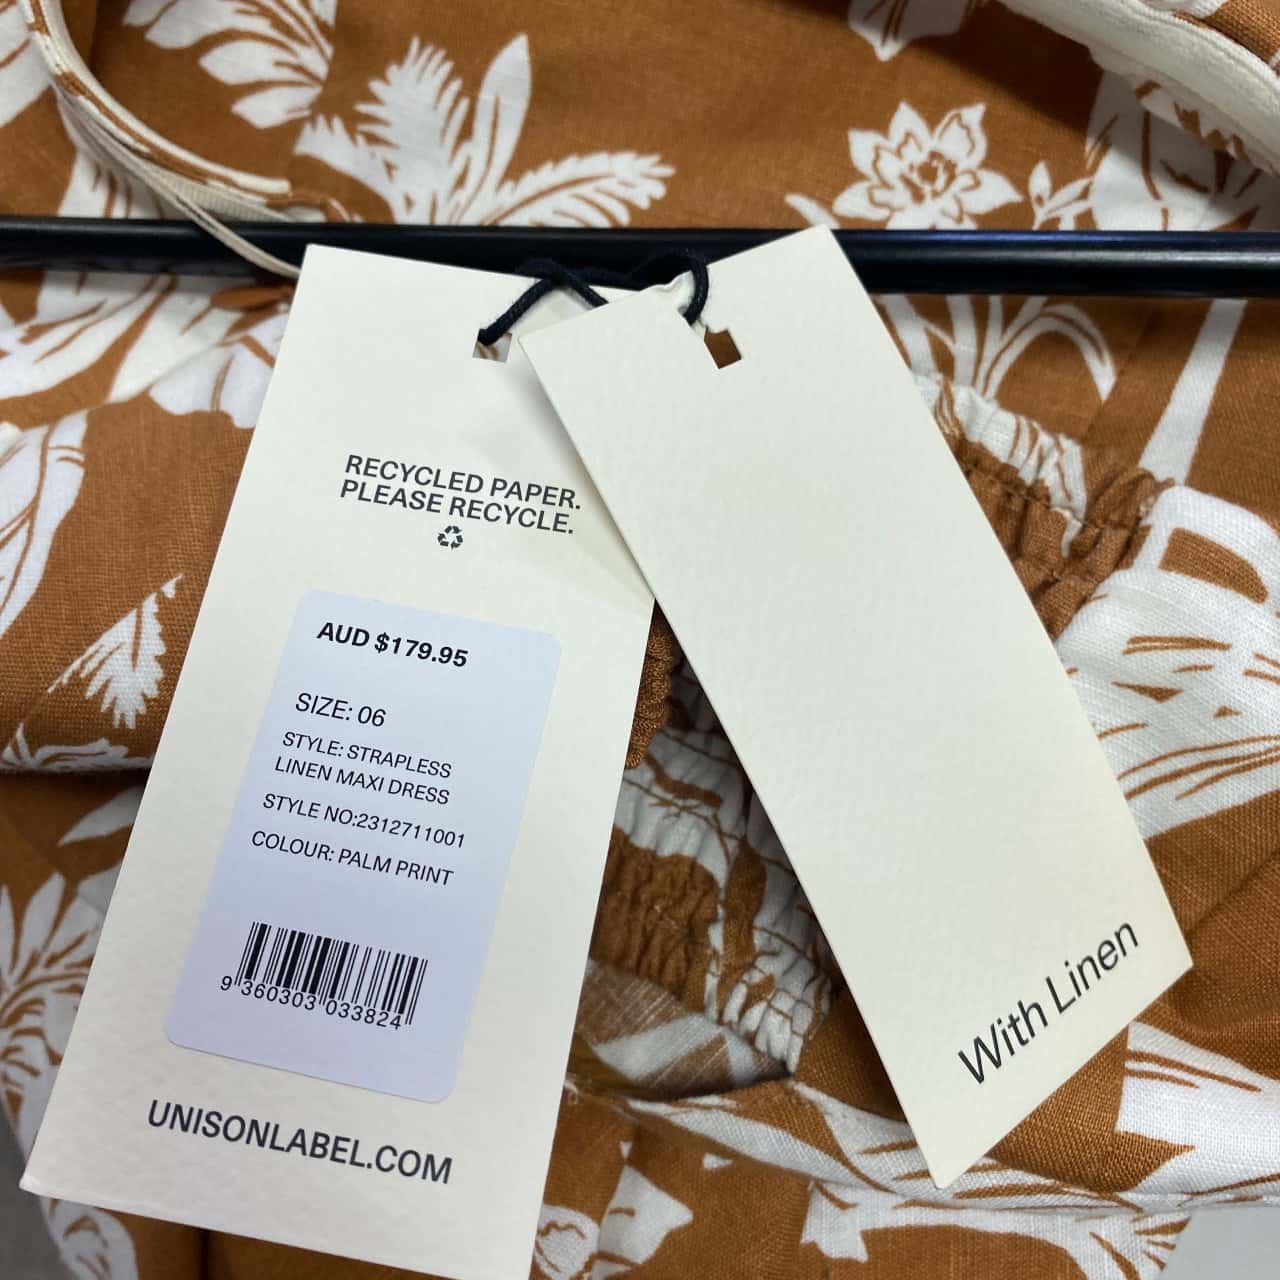 RECYCLED PAPER.
PLEASE RECYCLE.
AUD $179.95
SIZE: 06
STYLE: STRAPLESS
LINEN MAXI DRESS
STYLE NO:2312711001
COLOUR: PALM PRINT
9 360303 033824
UNISONLABEL.COM
With Linen